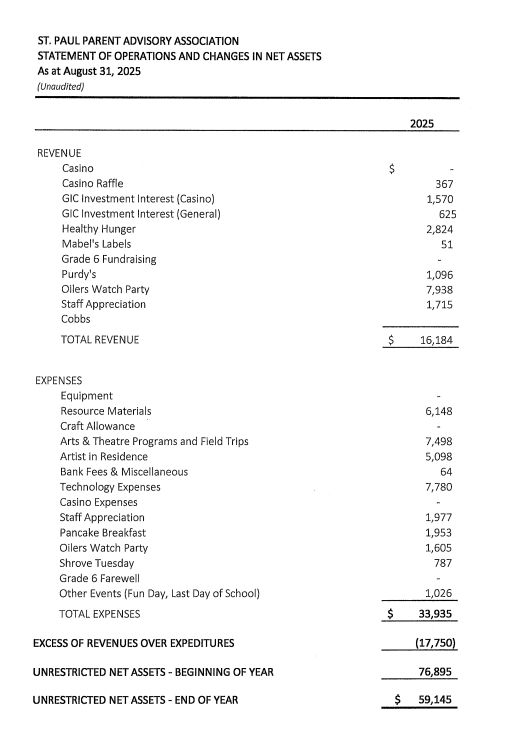 ST. PAUL PARENT ADVISORY ASSOCIATION
STATEMENT OF OPERATIONS AND CHANGES IN NET ASSETS
As at August 31, 2025
(Unaudited)
2025
REVENUE
Casino $ -
Casino Raffle 367
GIC Investment Interest (Casino) 1,570
GIC Investment Interest (General) 625
Healthy Hunger 2,824
Mabel's Labels 51
Grade 6 Fundraising -
Purdy's 1,096
Oilers Watch Party 7,938
Staff Appreciation 1,715
Cobbs
TOTAL REVENUE $ 16,184
EXPENSES
Equipment -
Resource Materials 6,148
Craft Allowance -
Arts & Theatre Programs and Field Trips 7,498
Artist in Residence 5,098
Bank Fees & Miscellaneous 64
Technology Expenses 7,780
Casino Expenses -
Staff Appreciation 1,977
Pancake Breakfast 1,953
Oilers Watch Party 1,605
Shrove Tuesday 787
Grade 6 Farewell -
Other Events (Fun Day, Last Day of School) 1,026
TOTAL EXPENSES $ 33,935
EXCESS OF REVENUES OVER EXPEDITURES (17,750)
UNRESTRICTED NET ASSETS - BEGINNING OF YEAR 76,895
UNRESTRICTED NET ASSETS - END OF YEAR $ 59,145